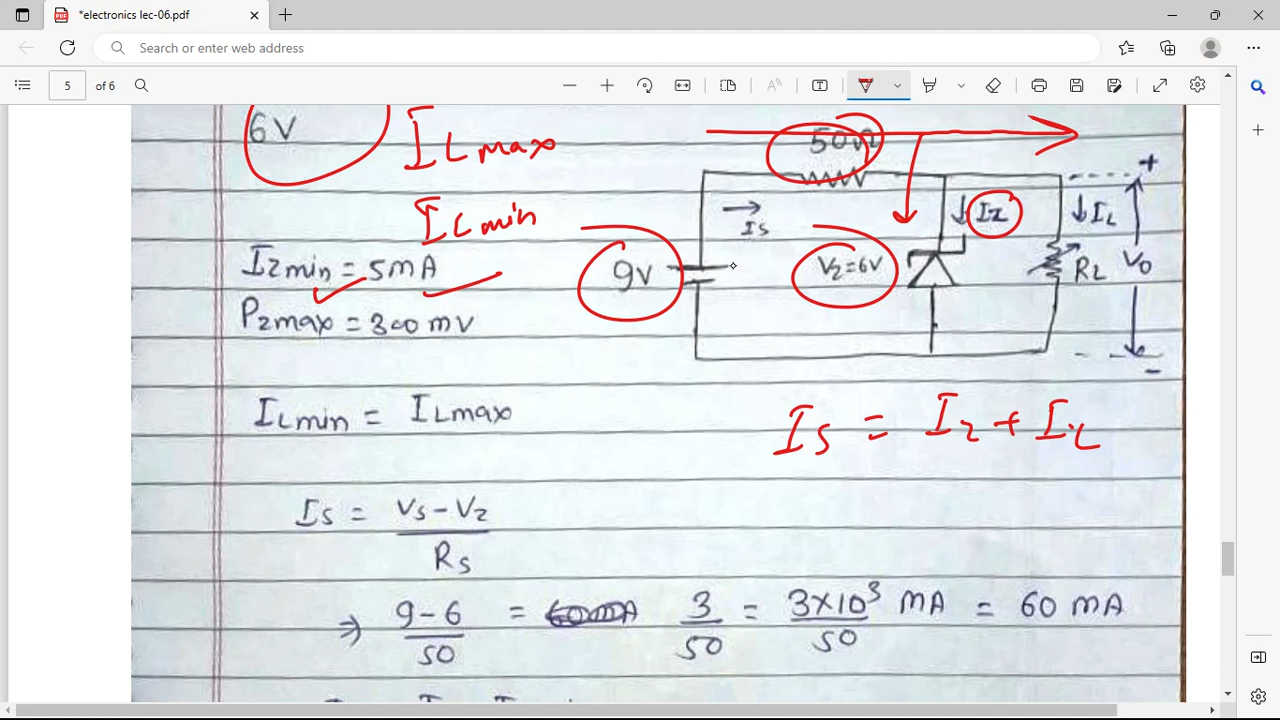 *electronics lec-06.pdf
Search or enter web address
5 of 6
6V
I L max
50Ω
I L min
Is
Iz
IL
+
Izmin = 5mA
9V
Vz=6V
RL
Vo
Pzmax = 300 mV
-
ILmin = ILmax
Is = Iz + IL
Is = Vs - Vz
Rs
⇒ 9-6 = 60mA 3 = 3×10³ MA = 60 MA
50 50 50